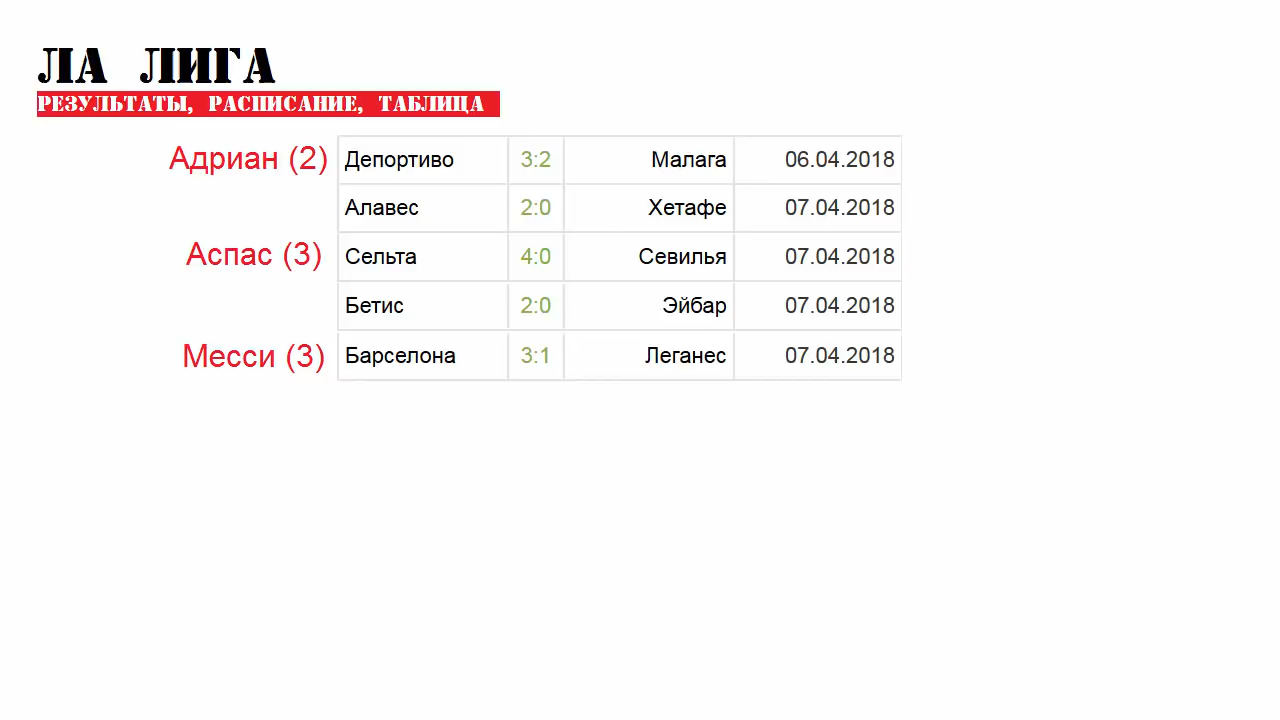 ЛА ЛИГА
РЕЗУЛЬТАТЫ, РАСПИСАНИЕ, ТАБЛИЦА
Адриан (2) Депортиво 3:2 Малага 06.04.2018
Алавес 2:0 Хетафе 07.04.2018
Аспас (3) Сельта 4:0 Севилья 07.04.2018
Бетис 2:0 Эйбар 07.04.2018
Месси (3) Барселона 3:1 Леганес 07.04.2018